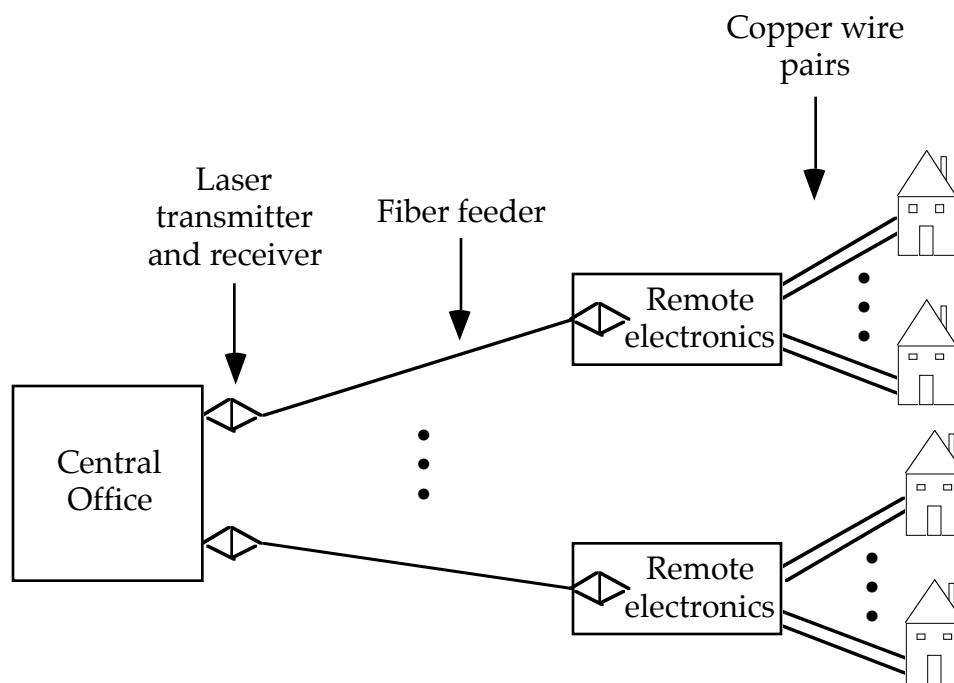 Copper wire
pairs
Laser
transmitter
and receiver
Fiber feeder
Remote
electronics
Central
Office
Remote
electronics